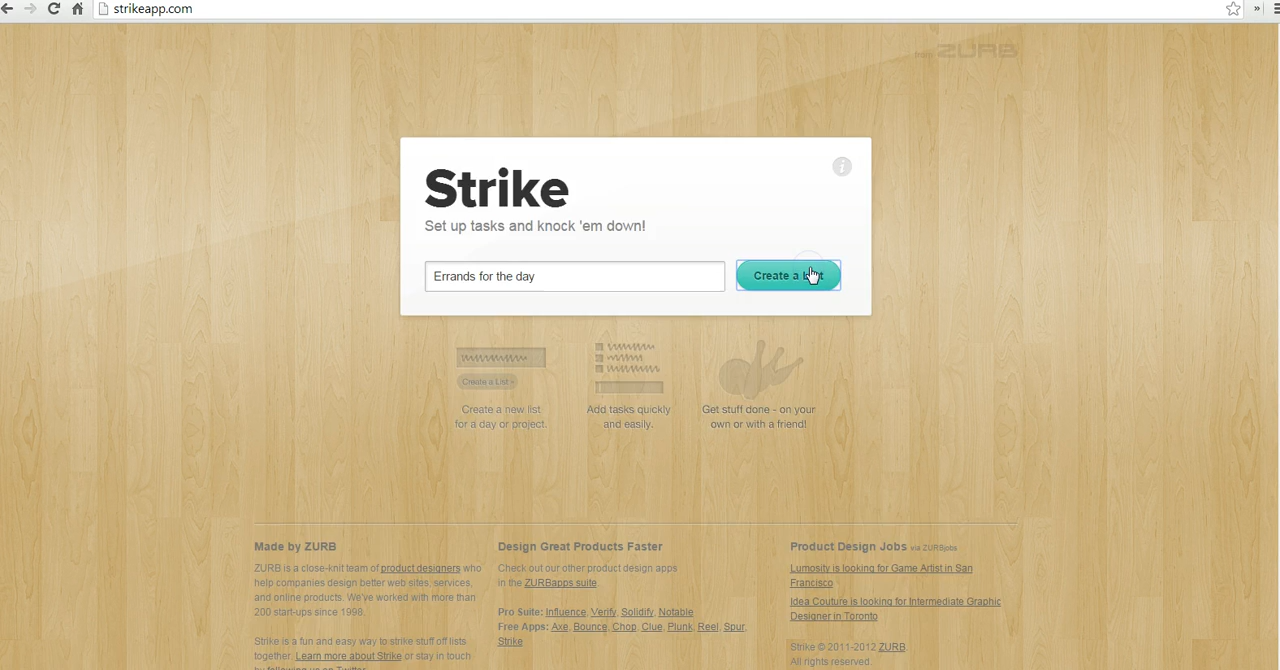 strikeapp.com
ZURB
Strike
Set up tasks and knock 'em down!
Errands for the day
Create a List
Create a List »
Create a new list
for a day or project.
Add tasks quickly
and easily.
Get stuff done - on your
own or with a friend!
Made by ZURB
ZURB is a close-knit team of product designers who
help companies design better web sites, services,
and online products. We've worked with more than
200 start-ups since 1998.
Strike is a fun and easy way to strike stuff off lists
together. Learn more about Strike or stay in touch
by following us on Twitter.
Design Great Products Faster
Check out our other product design apps
in the ZURBapps suite.
Pro Suite: Influence, Verify, Solidify, Notable
Free Apps: Axe, Bounce, Chop, Clue, Plunk, Reel, Spur,
Strike
Product Design Jobs via ZURBjobs
Lumosity is looking for Game Artist in San
Francisco
Idea Couture is looking for Intermediate Graphic
Designer in Toronto
Strike © 2011-2012 ZURB.
All rights reserved.